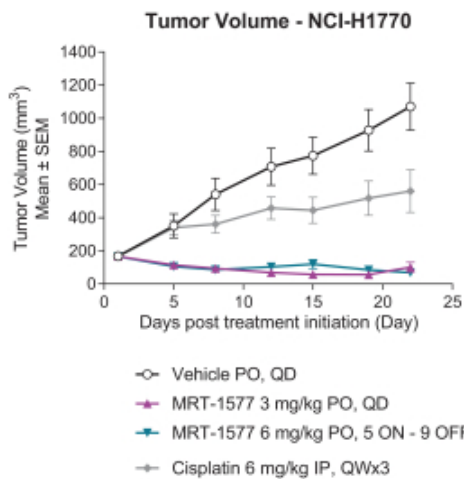 Tumor Volume - NCI-H1770
Tumor Volume (mm³)
Mean ± SEM
1400
1200
1000
800
600
400
200
0
0 5 10 15 20 25
Days post treatment initiation (Day)
Vehicle PO, QD
MRT-1577 3 mg/kg PO, QD
MRT-1577 6 mg/kg PO, 5 ON - 9 OFF
Cisplatin 6 mg/kg IP, QWx3